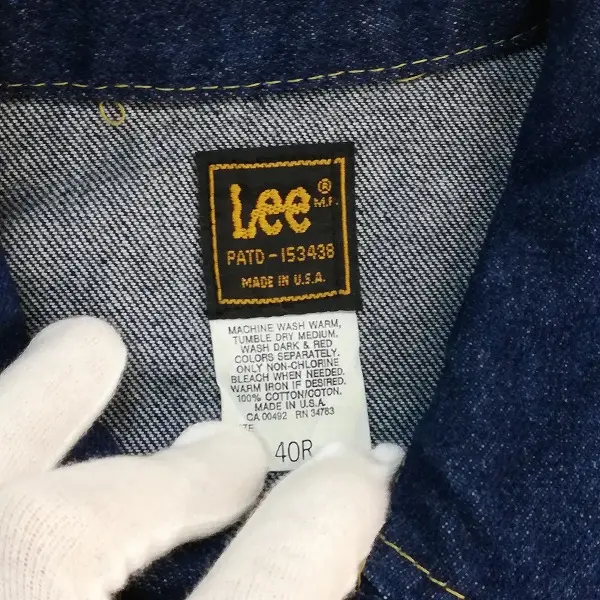 Lee® M.R.
PATD-153438
MADE IN U.S.A.
MACHINE WASH WARM,
TUMBLE DRY MEDIUM.
WASH DARK & RED
COLORS SEPARATELY.
ONLY NON-CHLORINE
BLEACH WHEN NEEDED.
WARM IRON IF DESIRED.
100% COTTON/COTON.
MADE IN U.S.A.
CA 00492 RN 34783
40R